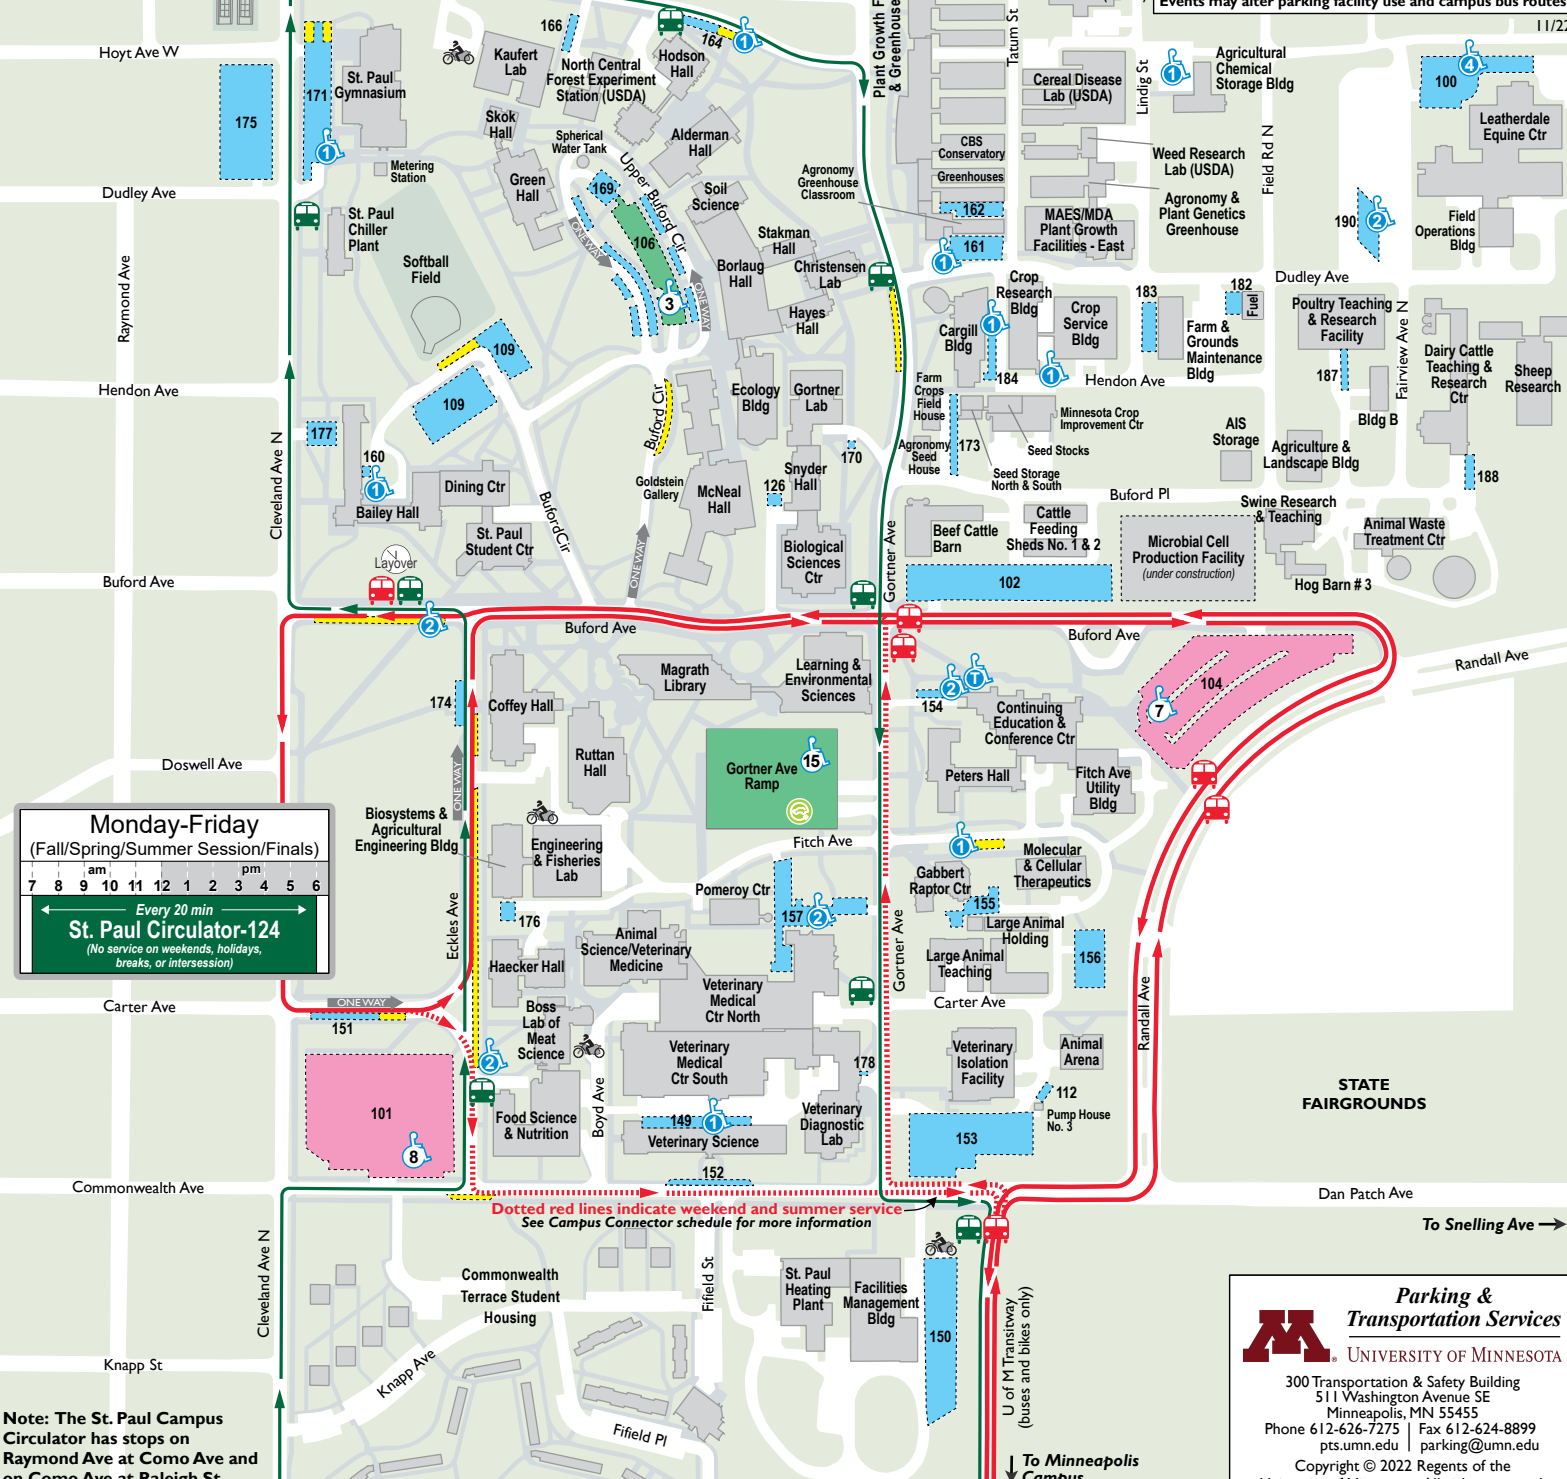 Events may alter parking facility use and campus bus routes
11/22
Hoyt Ave W
175
171
St. Paul
Gymnasium
1
Metering
Station
Kaufert
Lab
166
North Central
Forest Experiment
Station (USDA)
Hodson
Hall
164
1
Skok
Hall
Spherical
Water Tank
Alderman
Hall
Green
Hall
169
Upper Buford Cir
Soil
Science
106
ONE WAY
3
ONE WAY
Stakman
Hall
Borlaug
Hall
Christensen
Lab
Hayes
Hall
Plant Growth F
& Greenhouse
Tatum St
Cereal Disease
Lab (USDA)
Lindig St
1
Agricultural
Chemical
Storage Bldg
100
4
Leatherdale
Equine Ctr
CBS
Conservatory
Greenhouses
Agronomy
Greenhouse
Classroom
162
161
1
Weed Research
Lab (USDA)
Agronomy &
Plant Genetics
Greenhouse
MAES/MDA
Plant Growth
Facilities - East
Field Rd N
190
2
Field
Operations
Bldg
Dudley Ave
Dudley Ave
St. Paul
Chiller
Plant
Softball
Field
Raymond Ave
Hendon Ave
109
109
177
160
1
Bailey Hall
Dining Ctr
St. Paul
Student Ctr
Cleveland Ave N
Layover
Buford Cir
Buford Cir
Goldstein
Gallery
McNeal
Hall
ONE WAY
Ecology
Bldg
Gortner
Lab
170
126
Snyder
Hall
Biological
Sciences
Ctr
Cargill
Bldg
1
184
Crop
Research
Bldg
Crop
Service
Bldg
1
Hendon Ave
183
182
Fuel
Farm &
Grounds
Maintenance
Bldg
Poultry Teaching
& Research
Facility
187
Bldg B
Fairview Ave N
Dairy Cattle
Teaching &
Research
Ctr
Sheep
Research
188
Farm
Crops
Field
House
Agronomy
Seed
House
173
Minnesota Crop
Improvement Ctr
Seed Stocks
Seed Storage
North & South
AIS
Storage
Agriculture &
Landscape Bldg
Buford Pl
Swine Research
& Teaching
Animal Waste
Treatment Ctr
Hog Barn # 3
Gortner Ave
Beef Cattle
Barn
Cattle
Feeding
Sheds No. 1 & 2
102
Microbial Cell
Production Facility
(under construction)
Buford Ave
2
Buford Ave
Buford Ave
Randall Ave
174
Coffey Hall
Magrath
Library
Learning &
Environmental
Sciences
2
T
154
Continuing
Education &
Conference Ctr
104
7
Ruttan
Hall
Gortner Ave
Ramp
15
Peters Hall
Fitch Ave
Utility
Bldg
Doswell Ave
ONE WAY
Biosystems &
Agricultural
Engineering Bldg
Engineering
& Fisheries
Lab
Fitch Ave
1
Molecular
& Cellular
Therapeutics
Gabbert
Raptor Ctr
155
Monday-Friday
(Fall/Spring/Summer Session/Finals)
am
pm
7 8 9 10 11 12 1 2 3 4 5 6
Every 20 min
St. Paul Circulator-124
(No service on weekends, holidays,
breaks, or intersession)
Eckles Ave
176
Pomeroy Ctr
157
2
Large Animal
Holding
Large Animal
Teaching
156
Haecker Hall
Animal
Science/Veterinary
Medicine
Veterinary
Medical
Ctr North
Gortner Ave
Carter Ave
Carter Ave
ONE WAY
151
Boss
Lab of
Meat
Science
2
Veterinary
Medical
Ctr South
178
Veterinary
Isolation
Facility
Animal
Arena
Randall Ave
112
Pump House
No. 3
STATE
FAIRGROUNDS
101
8
Food Science
& Nutrition
Boyd Ave
149
1
Veterinary Science
Veterinary
Diagnostic
Lab
153
152
Commonwealth Ave
Dan Patch Ave
Dotted red lines indicate weekend and summer service
See Campus Connector schedule for more information
To Snelling Ave
Cleveland Ave N
Commonwealth
Terrace Student
Housing
Fifield St
St. Paul
Heating
Plant
Facilities
Management
Bldg
150
U of M Transitway
(buses and bikes only)
Knapp St
Knapp Ave
Fifield Pl
Note: The St. Paul Campus
Circulator has stops on
Raymond Ave at Como Ave and
on Como Ave at Raleigh St
To Minneapolis
Campus
Parking &
Transportation Services
UNIVERSITY OF MINNESOTA
300 Transportation & Safety Building
511 Washington Avenue SE
Minneapolis, MN 55455
Phone 612-626-7275 | Fax 612-624-8899
pts.umn.edu | parking@umn.edu
Copyright © 2022 Regents of the